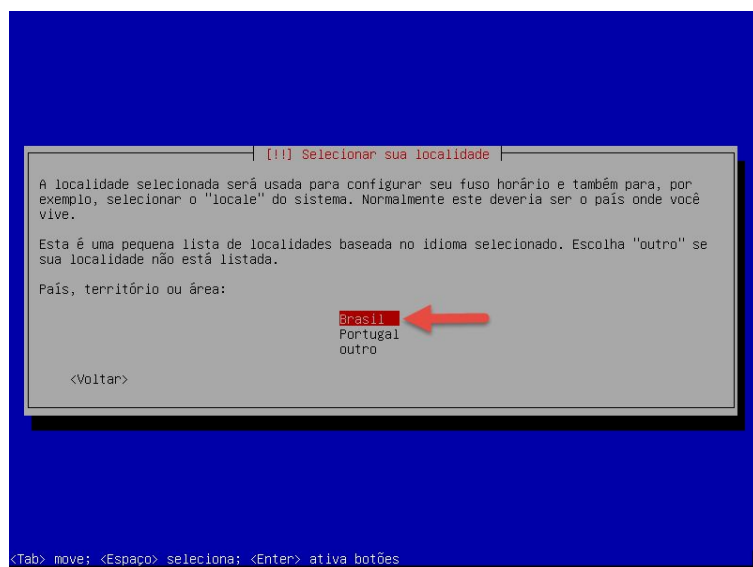 [!!] Selecionar sua localidade
A localidade selecionada será usada para configurar seu fuso horário e também para, por
exemplo, selecionar o "locale" do sistema. Normalmente este deveria ser o país onde você
vive.
Esta é uma pequena lista de localidades baseada no idioma selecionado. Escolha "outro" se
sua localidade não está listada.
País, território ou área:
Brasil
Portugal
outro
<Voltar>
<Tab> move; <Espaço> seleciona; <Enter> ativa botões